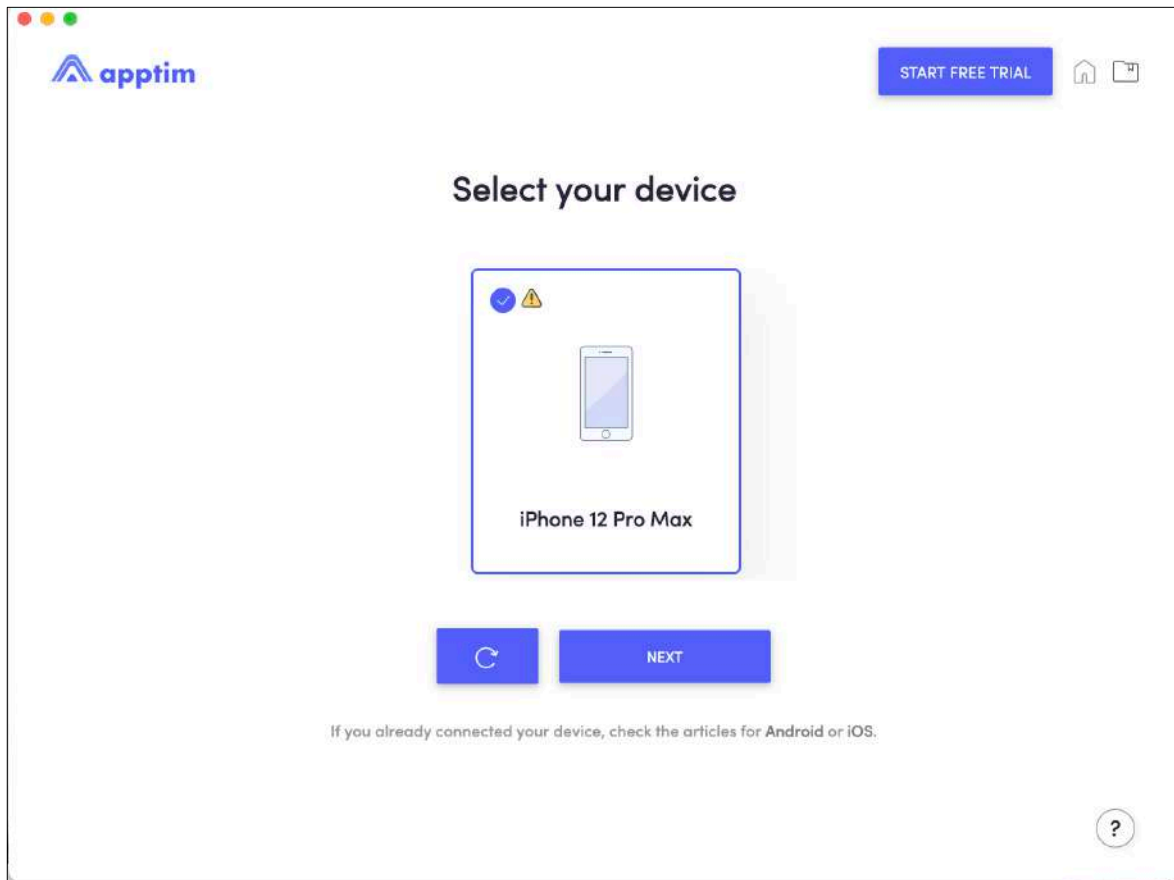 apptim
START FREE TRIAL
Select your device
iPhone 12 Pro Max
NEXT
If you already connected your device, check the articles for Android or iOS.
?